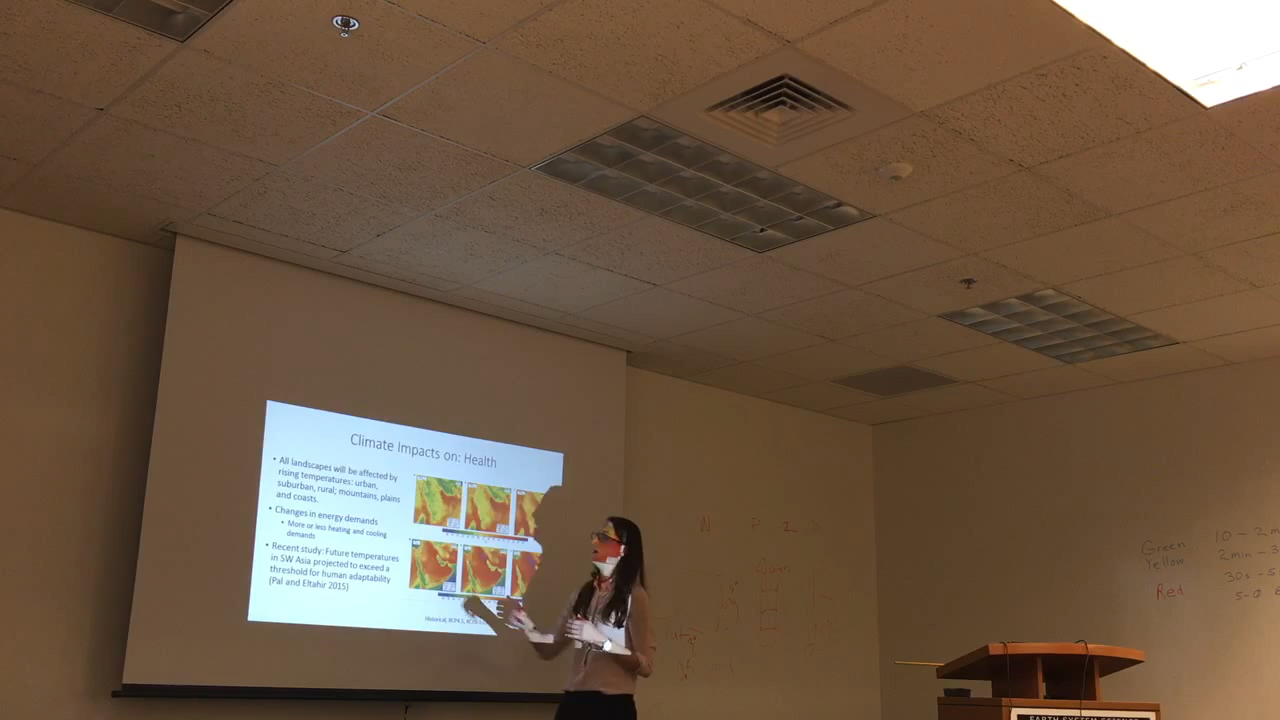 Climate Impacts on: Health
• All landscapes will be affected by
rising temperatures: urban,
suburban, rural; mountains, plains
and coasts.
• Changes in energy demands
• More or less heating and cooling
demands
• Recent study: Future temperatures
in SW Asia projected to exceed a
threshold for human adaptability
(Pal and Eltahir 2015)
Historical,
Green 10 - 2m
Yellow 2min - 3
Red 30s - 5
5-0
EARTH SYSTEM SCIENCE